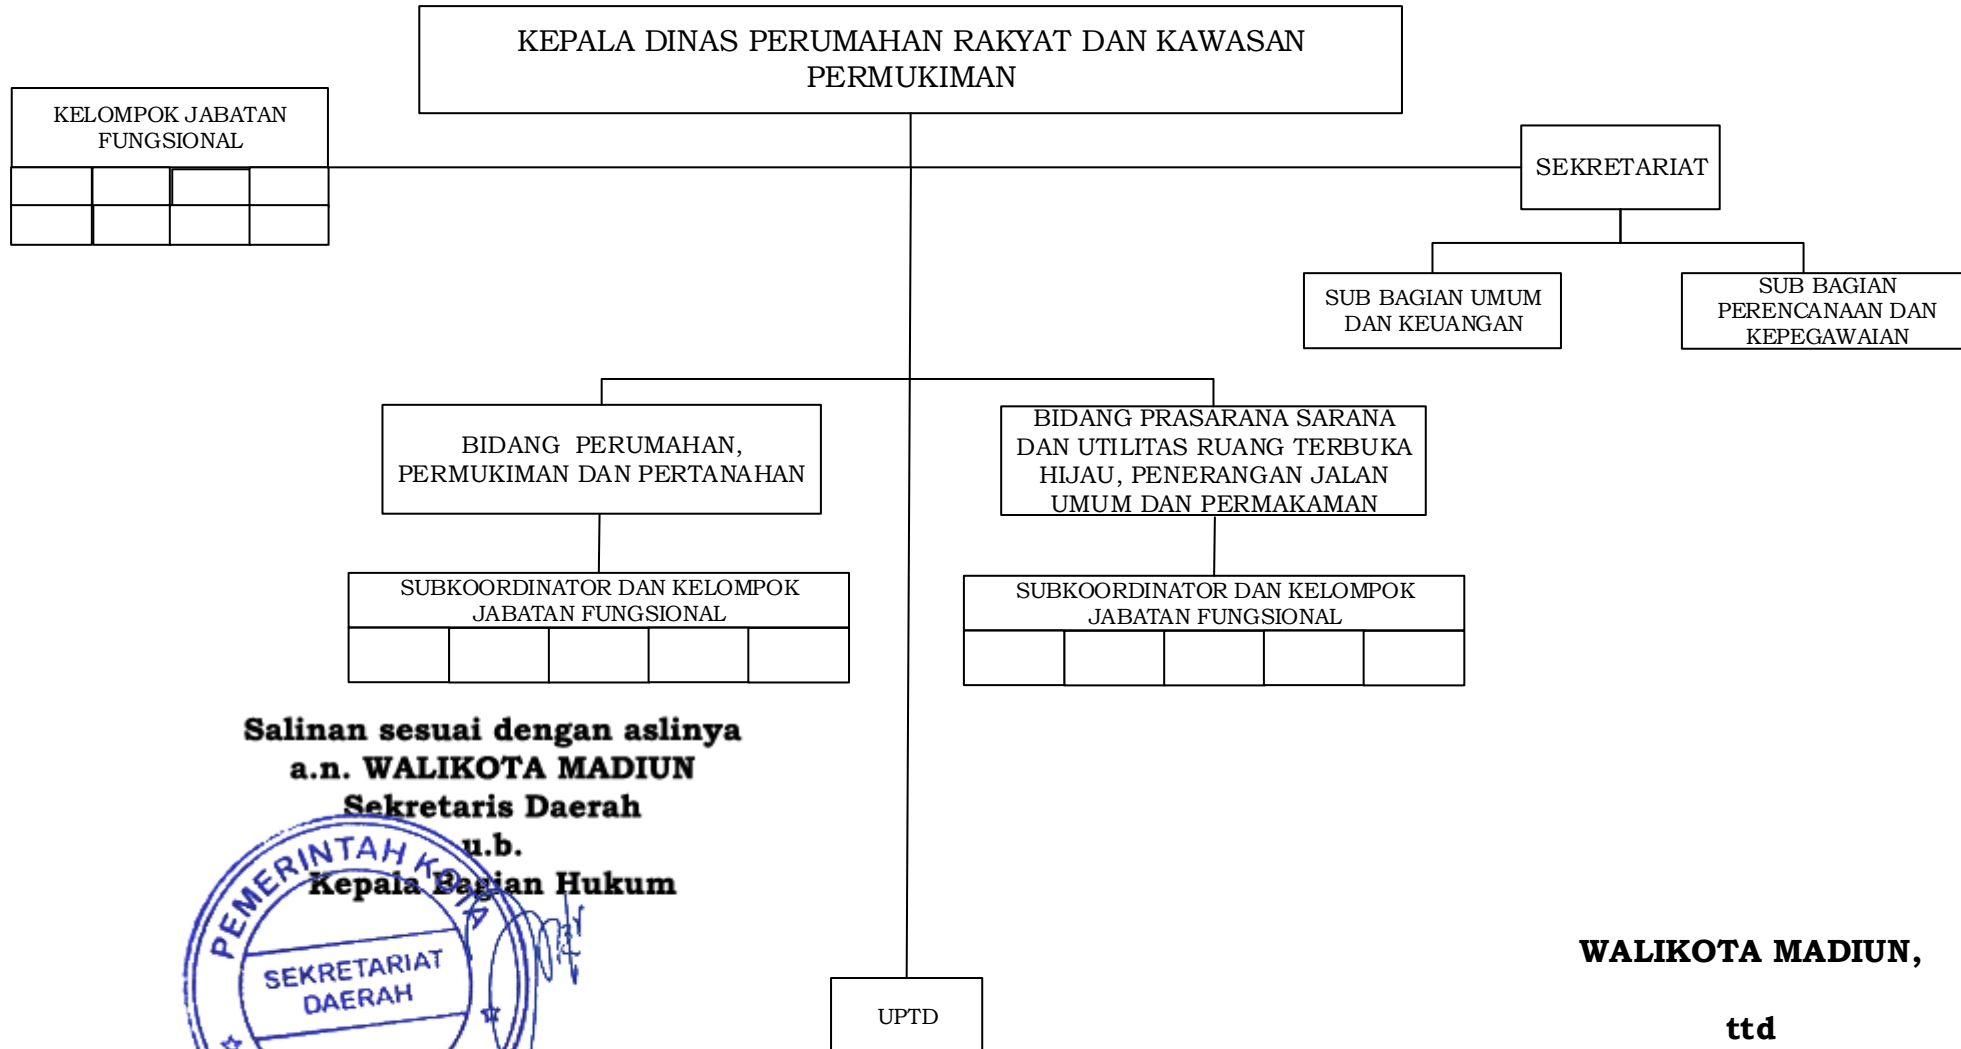 KEPALA DINAS PERUMAHAN RAKYAT DAN KAWASAN
PERMUKIMAN
KELOMPOK JABATAN
FUNGSIONAL
SEKRETARIAT
SUB BAGIAN UMUM
DAN KEUANGAN
SUB BAGIAN
PERENCANAAN DAN
KEPEGAWAIAN
BIDANG PERUMAHAN,
PERMUKIMAN DAN PERTANAHAN
BIDANG PRASARANA SARANA
DAN UTILITAS RUANG TERBUKA
HIJAU, PENERANGAN JALAN
UMUM DAN PERMAKAMAN
SUBKOORDINATOR DAN KELOMPOK
JABATAN FUNGSIONAL
SUBKOORDINATOR DAN KELOMPOK
JABATAN FUNGSIONAL
Salinan sesuai dengan aslinya
a.n. WALIKOTA MADIUN
Sekretaris Daerah
u.b.
Kepala Bagian Hukum
PEMERINTAH KOTA
SEKRETARIAT
DAERAH
UPTD
WALIKOTA MADIUN,
ttd